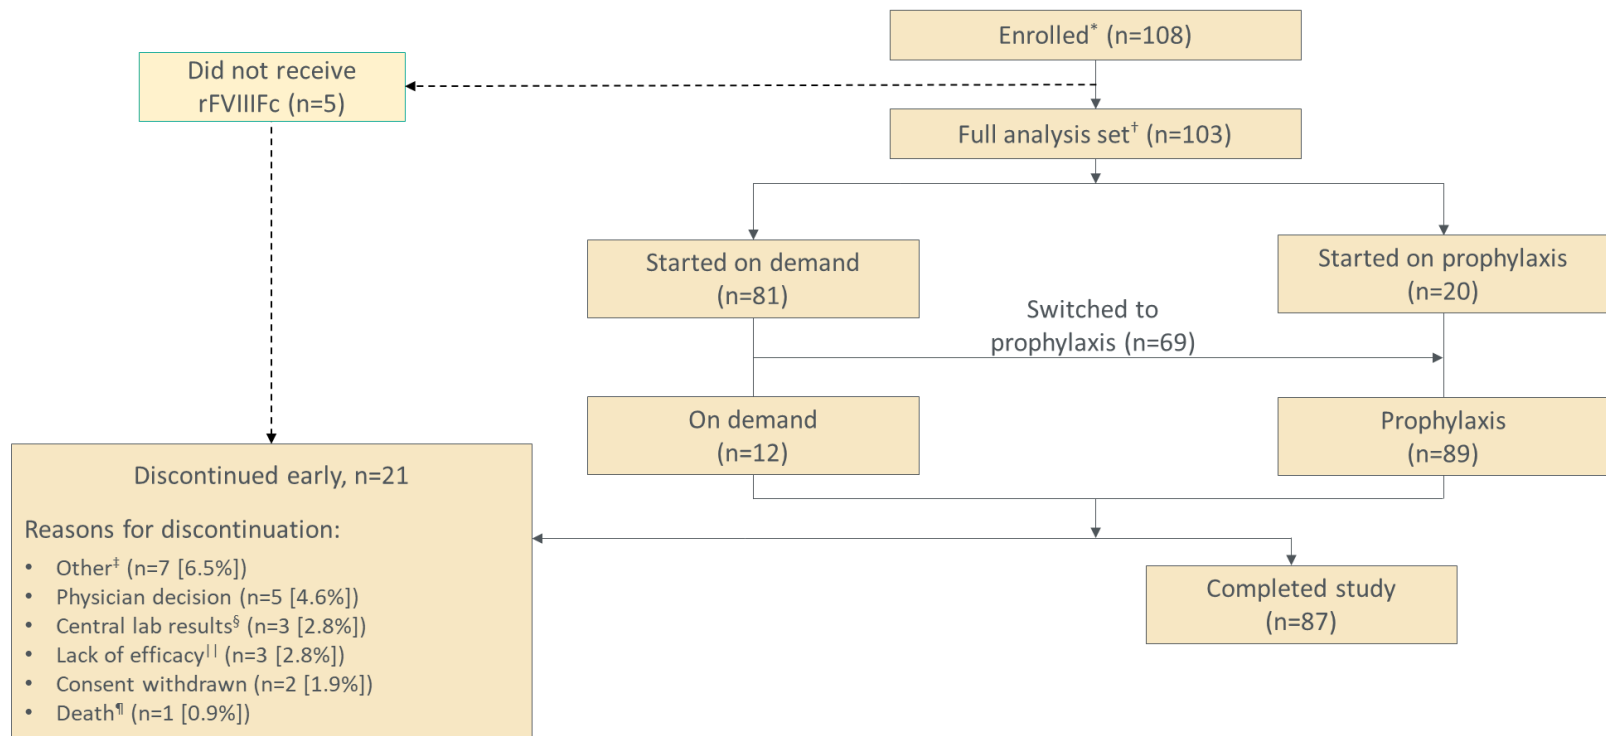 Enrolled* (n=108)
Did not receive
rFVIIIFc (n=5)
Full analysis set† (n=103)
Started on demand
(n=81)
Started on prophylaxis
(n=20)
Switched to
prophylaxis (n=69)
On demand
(n=12)
Prophylaxis
(n=89)
Discontinued early, n=21
Reasons for discontinuation:
• Other‡ (n=7 [6.5%])
• Physician decision (n=5 [4.6%])
• Central lab results§ (n=3 [2.8%])
• Lack of efficacy|| (n=3 [2.8%])
• Consent withdrawn (n=2 [1.9%])
• Death¶ (n=1 [0.9%])
Completed study
(n=87)